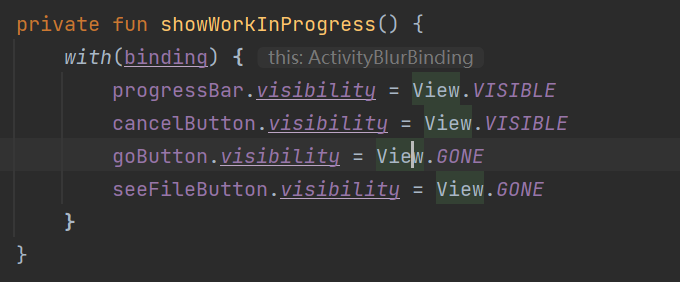 private fun showWorkInProgress() {
    with(binding) { this: ActivityBlurBinding
        progressBar.visibility = View.VISIBLE
        cancelButton.visibility = View.VISIBLE
        goButton.visibility = View.GONE
        seeFileButton.visibility = View.GONE
    }
}